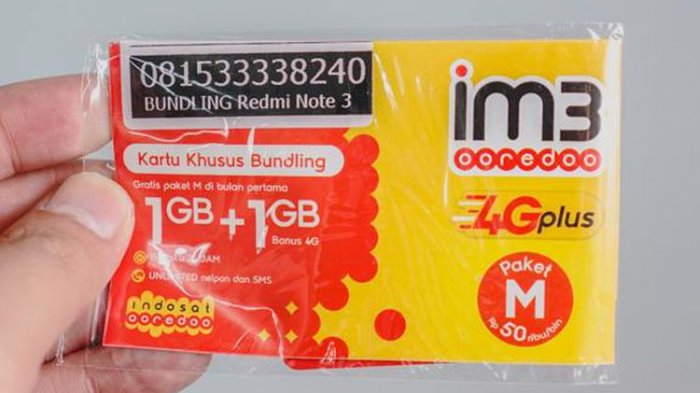 081533338240
BUNDLING Redmi Note 3
Kartu Khusus Bundling
Gratis paket M di bulan pertama
1GB + 1GB
Bonus 4G
JAM
UNLIMITED nelpon dan SMS
indosat
ooredoo
im3
ooredoo
4Gplus
Paket
M
Rp 50 ribu/bln